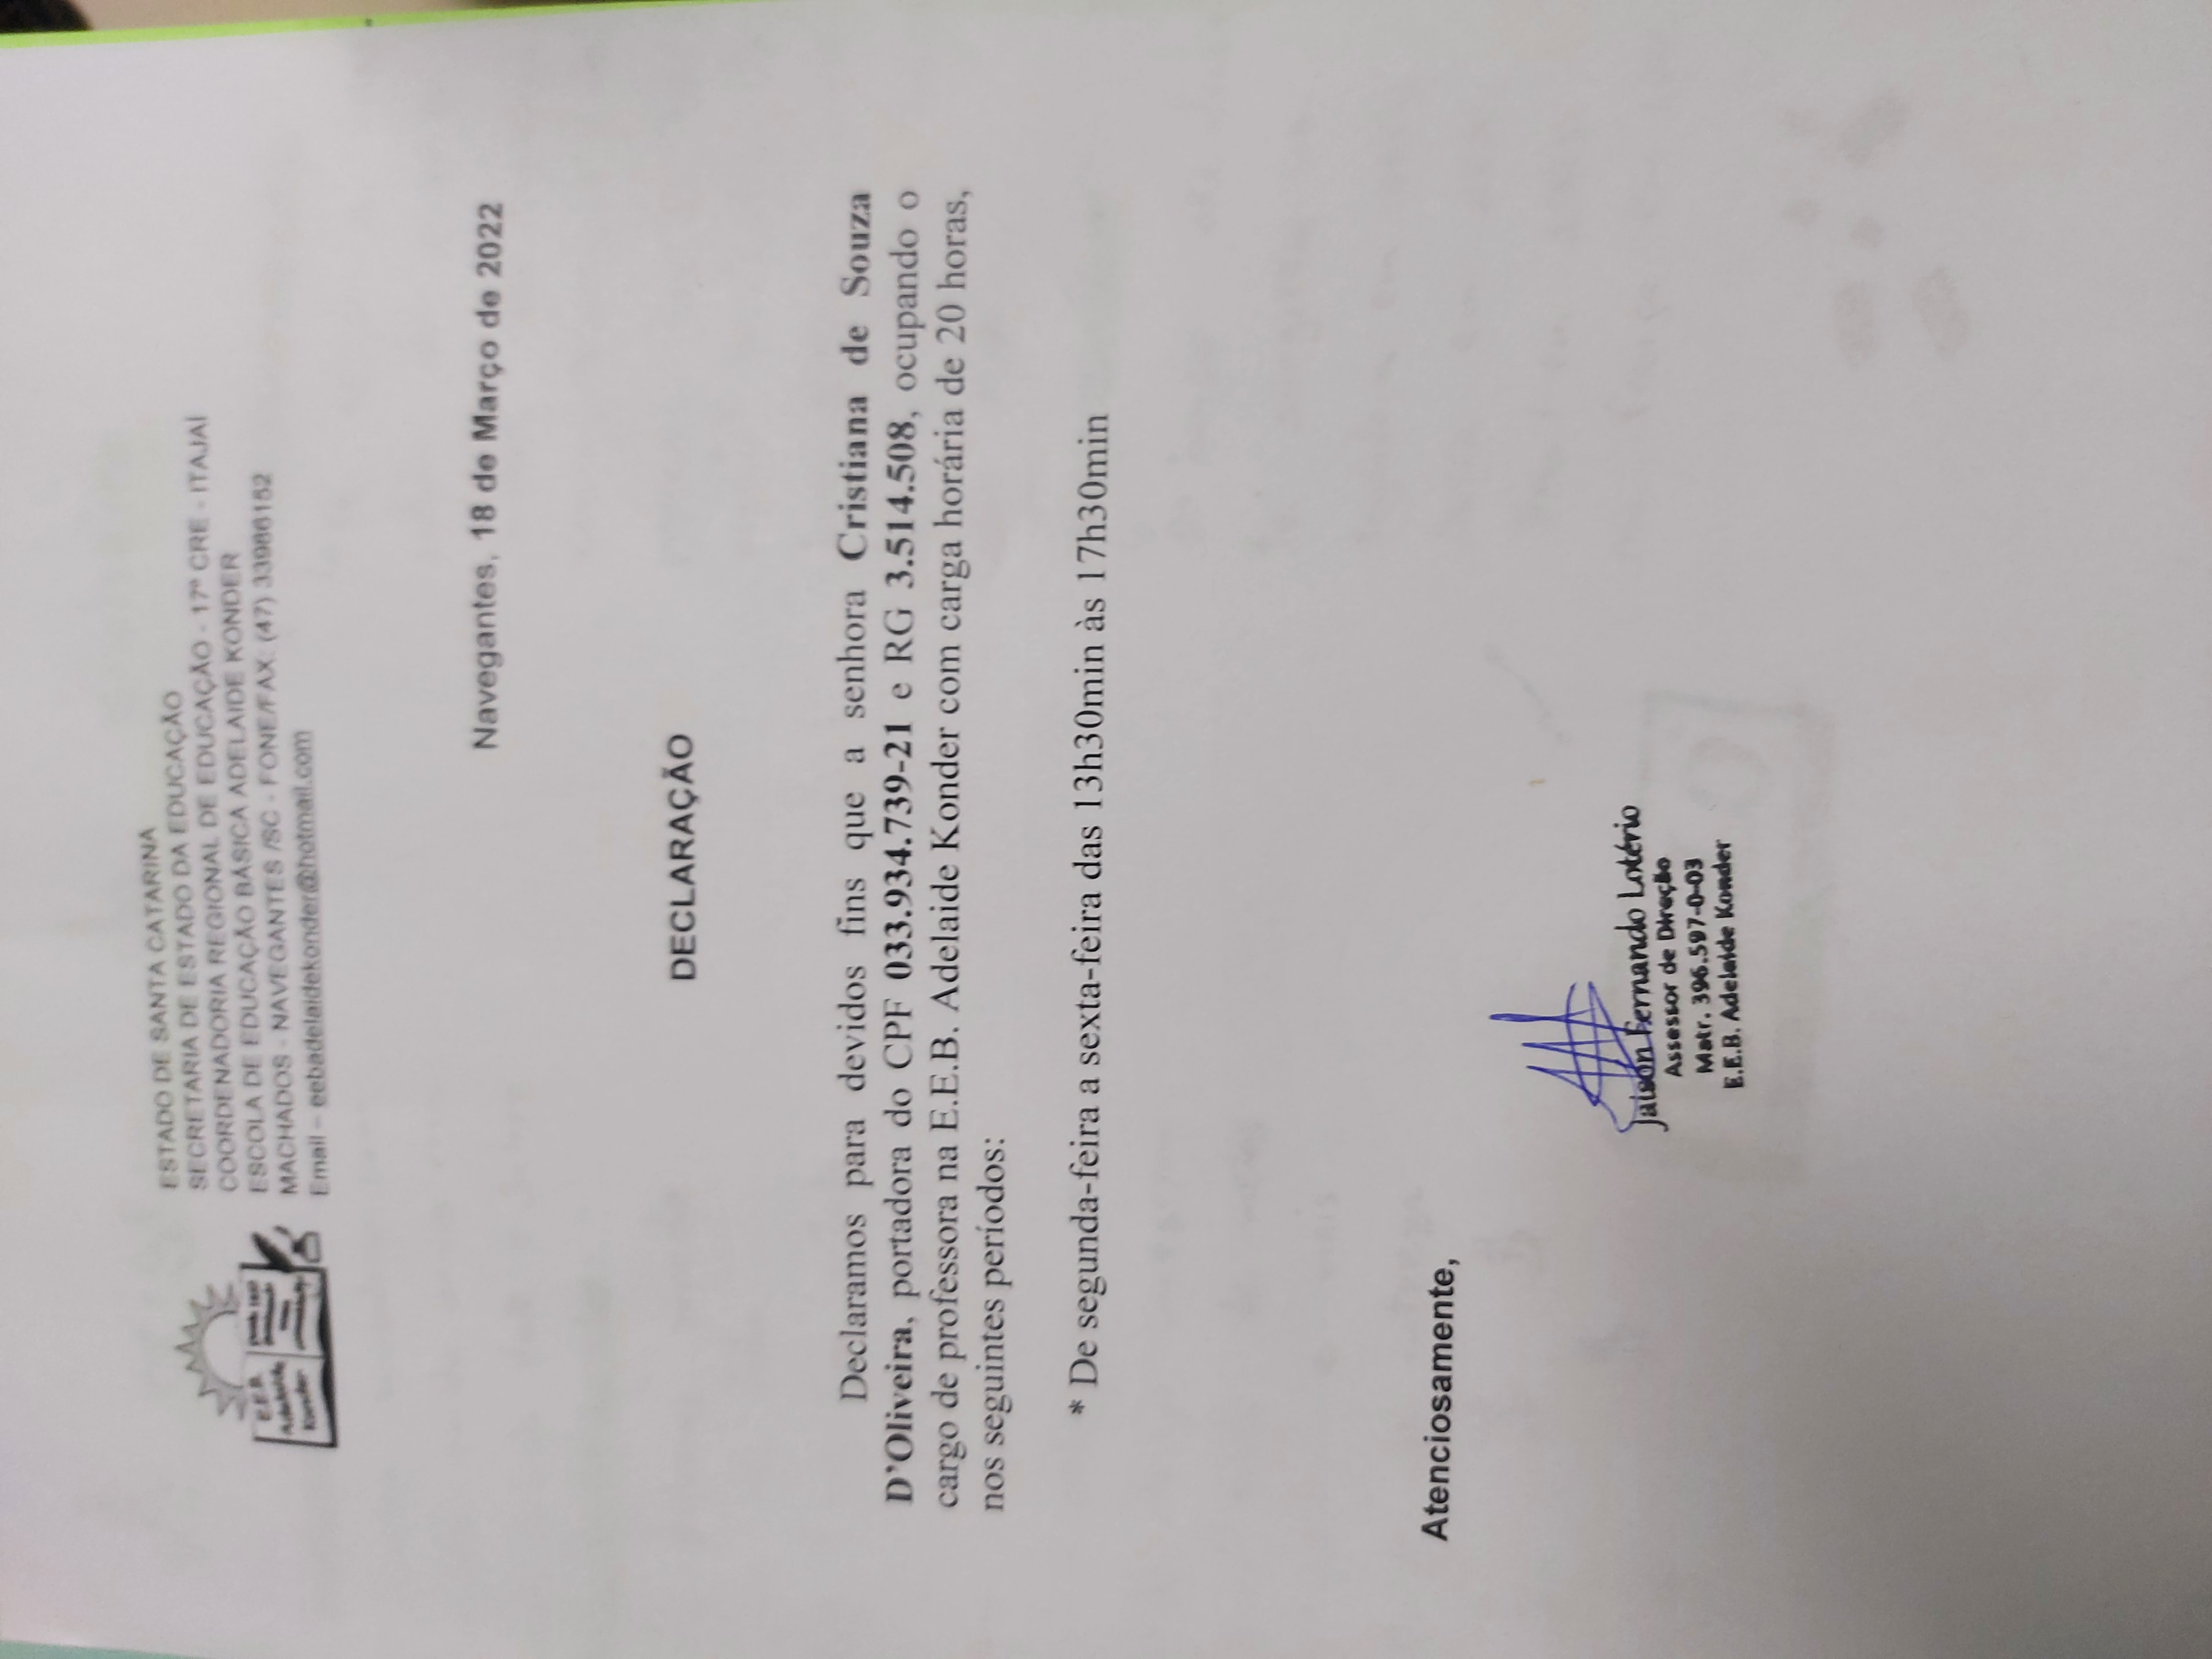 ESTADO DE SANTA CATARINA
SECRETARIA DE ESTADO DA EDUCAÇÃO
COORDENADORIA REGIONAL DE EDUCAÇÃO - 17ª CRE - ITAJAÍ
ESCOLA DE EDUCAÇÃO BÁSICA ADELAIDE KONDER
MACHADOS - NAVEGANTES /SC - FONE/FAX: (47) 33986152
Email – eebadelaidekonder@hotmail.com
E.E.B.
Adelaide
Konder
Navegantes, 18 de Março de 2022
DECLARAÇÃO
Declaramos para devidos fins que a senhora Cristiana de Souza
D'Oliveira, portadora do CPF 033.934.739-21 e RG 3.514.508, ocupando o
cargo de professora na E.E.B. Adelaide Konder com carga horária de 20 horas,
nos seguintes períodos:
* De segunda-feira a sexta-feira das 13h30min às 17h30min
Atenciosamente,
Jaison Fernando Lotério
Assessor de Direção
Matr. 396.597-0-03
E.E.B. Adelaide Konder